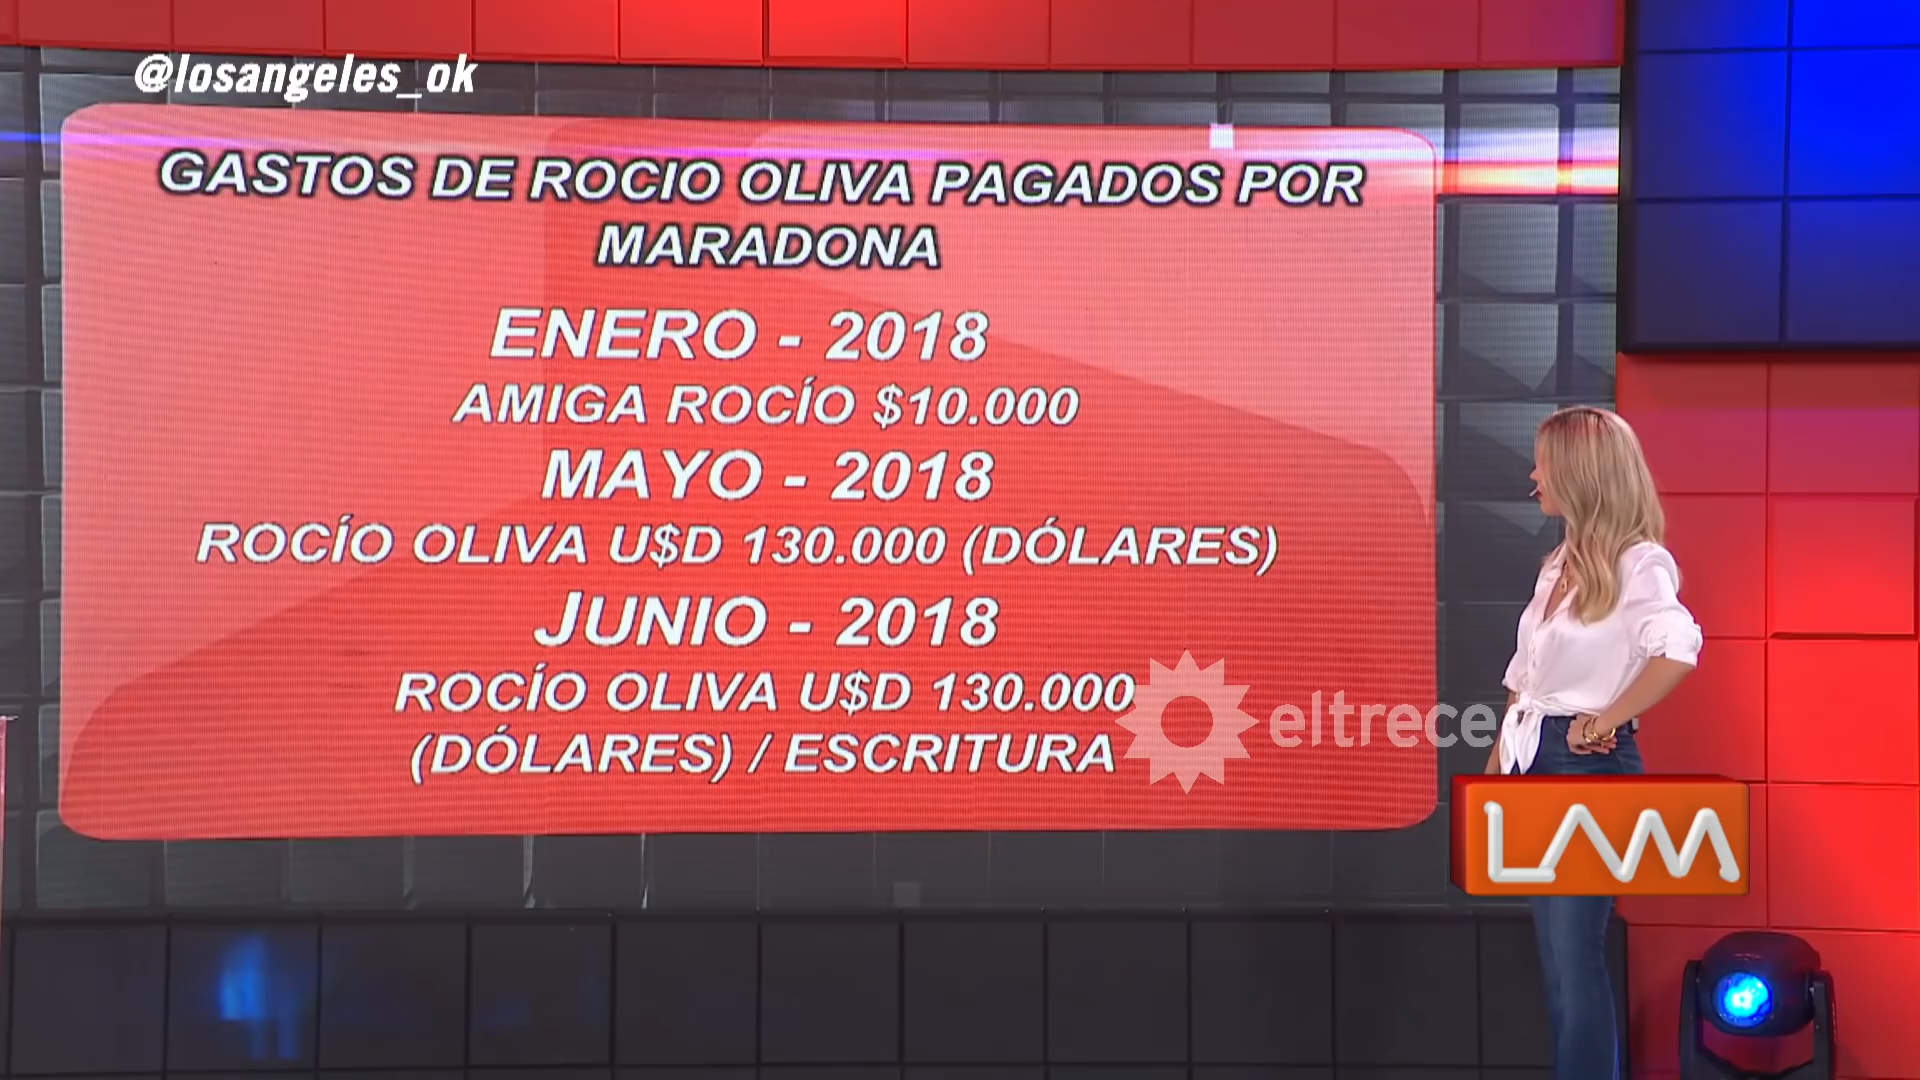 @losangeles_ok
GASTOS DE ROCIO OLIVA PAGADOS POR
MARADONA
ENERO - 2018
AMIGA ROCÍO $10.000
MAYO - 2018
ROCÍO OLIVA U$D 130.000 (DÓLARES)
JUNIO - 2018
ROCÍO OLIVA U$D 130.000
(DÓLARES) / ESCRITURA
eltrece
LAM